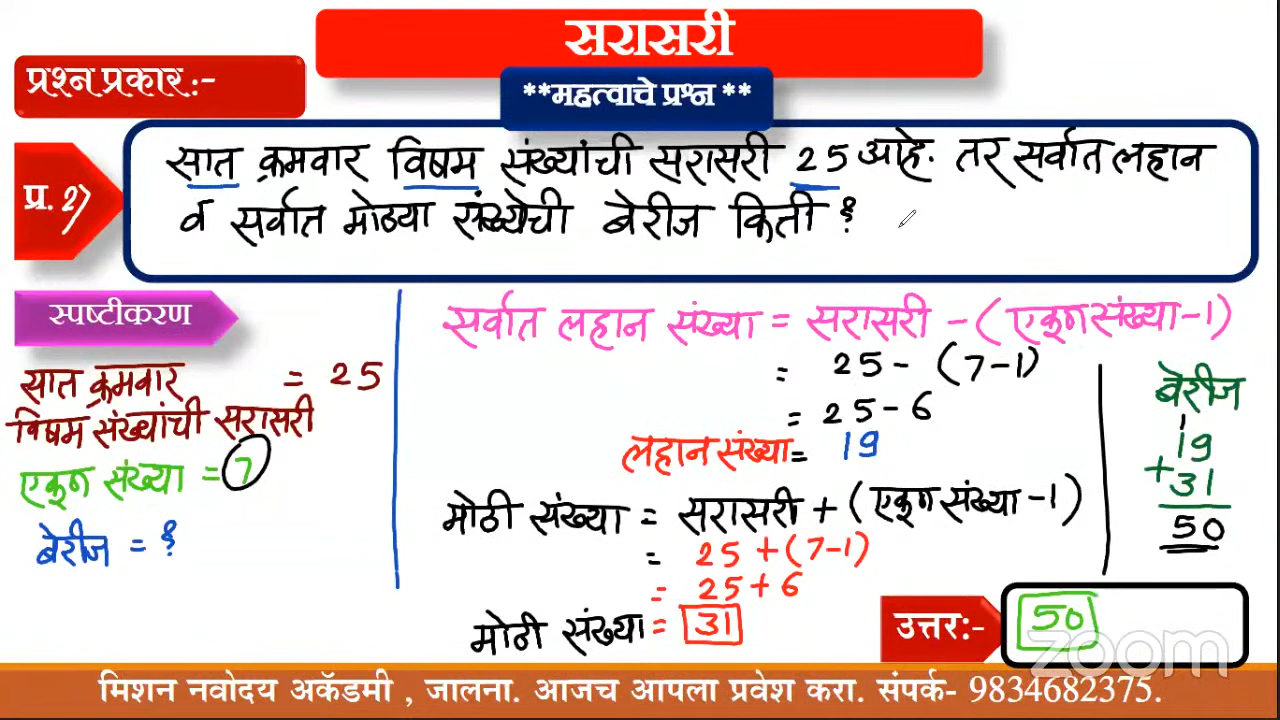 सरासरी
प्रश्न प्रकार :-
**महत्वाचे प्रश्न **
प्र. 2)
सात क्रमवार विषम संख्यांची सरासरी 25 आहे. तर सर्वात लहान
व सर्वात मोठया संख्येची बेरीज किती ?
स्पष्टीकरण
सात क्रमवार = 25
विषम संख्यांची सरासरी
एकूण संख्या = 7
बेरीज = ?
सर्वात लहान संख्या = सरासरी - (एकूण संख्या - 1)
= 25 - (7-1)
= 25 - 6
लहान संख्या = 19
मोठी संख्या = सरासरी + (एकूण संख्या - 1)
= 25 + (7-1)
= 25 + 6
मोठी संख्या = 31
बेरीज
1
19
+31
50
उत्तर:- 50
zoom
मिशन नवोदय अॅकॅडमी , जालना. आजच आपला प्रवेश करा. संपर्क- 9834682375.